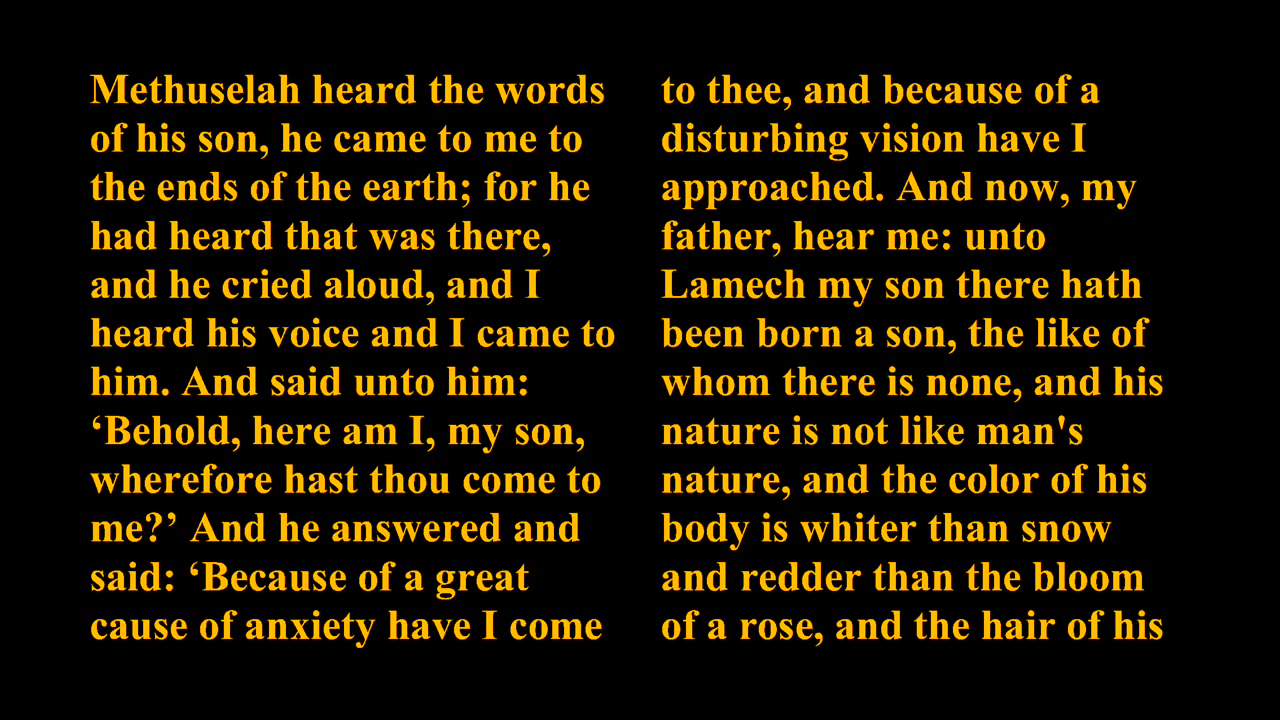 Methuselah heard the words
of his son, he came to me to
the ends of the earth; for he
had heard that was there,
and he cried aloud, and I
heard his voice and I came to
him. And said unto him:
‘Behold, here am I, my son,
wherefore hast thou come to
me?’ And he answered and
said: ‘Because of a great
cause of anxiety have I come
to thee, and because of a
disturbing vision have I
approached. And now, my
father, hear me: unto
Lamech my son there hath
been born a son, the like of
whom there is none, and his
nature is not like man's
nature, and the color of his
body is whiter than snow
and redder than the bloom
of a rose, and the hair of his